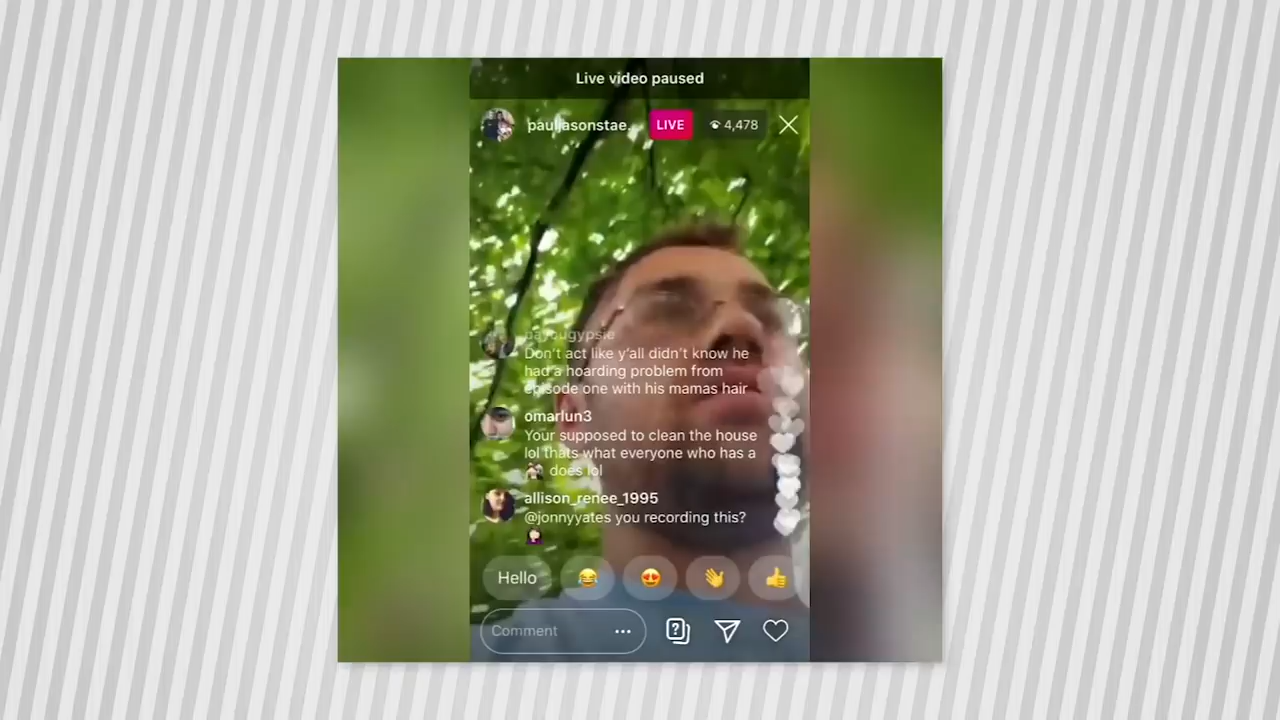 Live video paused
pauljasonstae...
LIVE
4,478
Don't act like y'all didn't know he
had a hoarding problem from
episode one with his mamas hair
omarlun3
Your supposed to clean the house
lol thats what everyone who has a
does lol
allison_renee_1995
@jonnyyates you recording this?
Hello
Comment